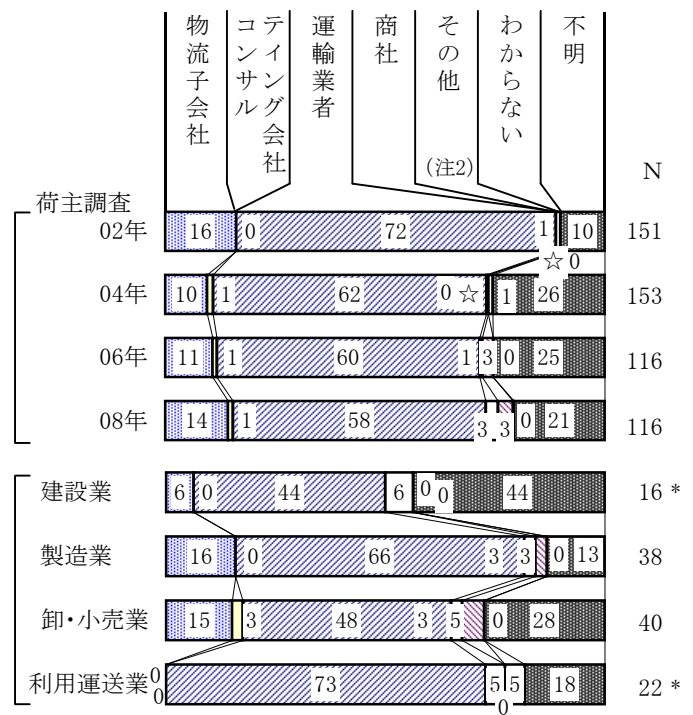 物流子会社
コンサル
ティング会社
運輸業者
商社
その他
(注2)
わからない
不明
N
荷主調査
02年 16 0 72 1 10 151
☆ 0
04年 10 1 62 0 ☆ 1 26 153
06年 11 1 60 1 3 0 25 116
08年 14 1 58 3 3 0 21 116
建設業 6 0 44 6 0 0 44 16 *
製造業 16 0 66 3 3 0 13 38
卸・小売業 15 3 48 3 5 0 28 40
利用運送業 0 0 73 5 0 5 18 22 *